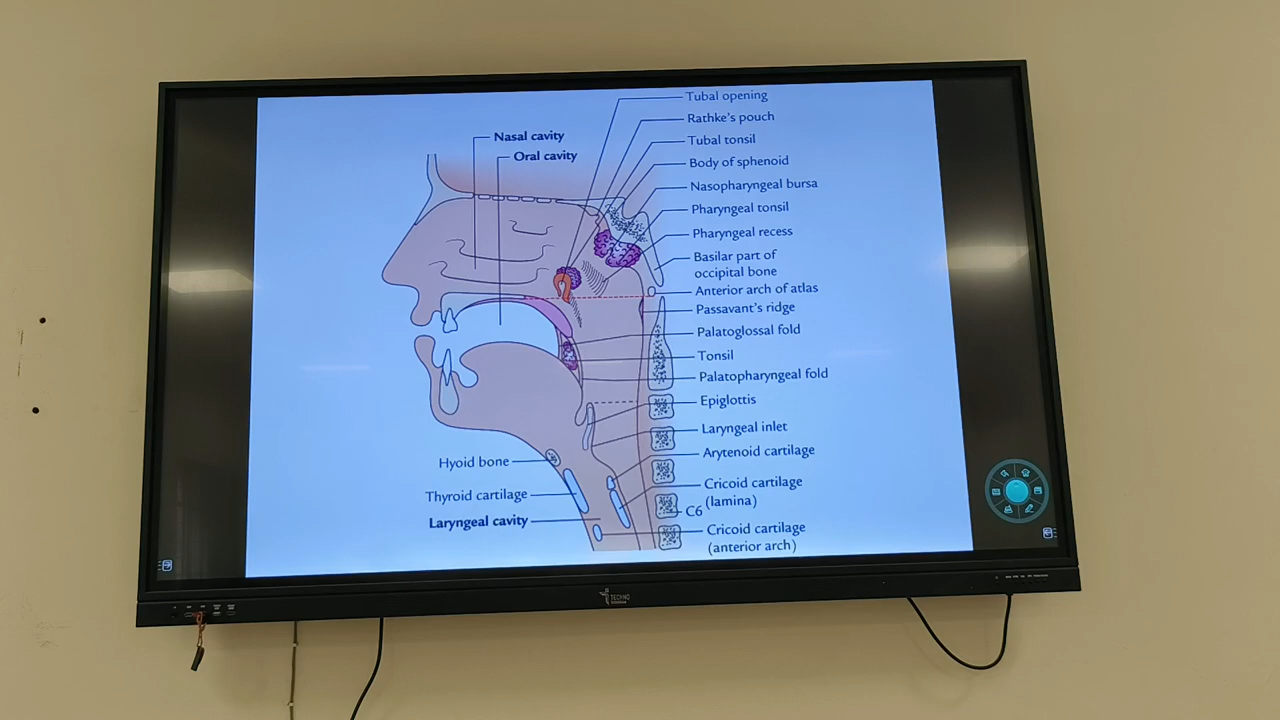 Tubal opening
Rathke's pouch
Nasal cavity
Tubal tonsil
Oral cavity
Body of sphenoid
Nasopharyngeal bursa
Pharyngeal tonsil
Pharyngeal recess
Basilar part of
occipital bone
Anterior arch of atlas
Passavant's ridge
Palatoglossal fold
Tonsil
Palatopharyngeal fold
Epiglottis
Laryngeal inlet
Arytenoid cartilage
Hyoid bone
Cricoid cartilage
(lamina)
Thyroid cartilage
C6
Laryngeal cavity
Cricoid cartilage
(anterior arch)
TECHNO